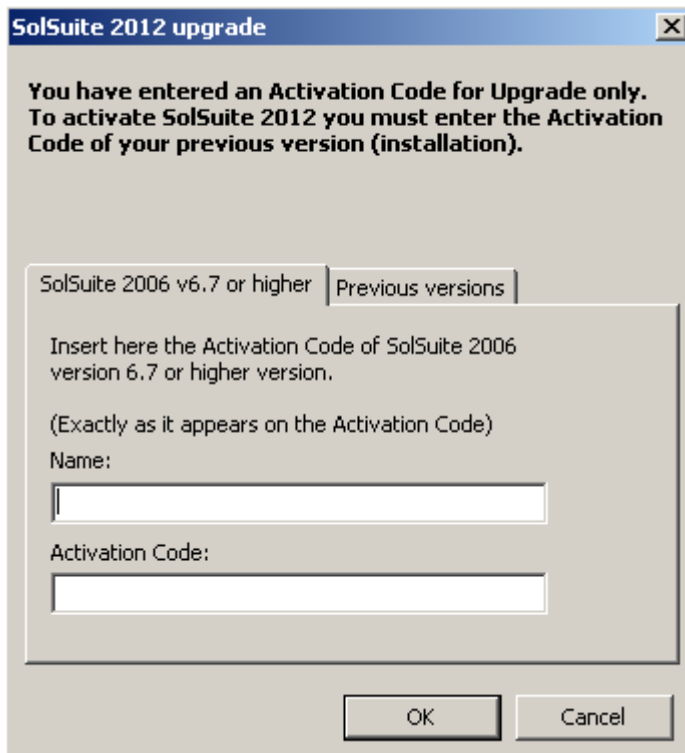 SolSuite 2012 upgrade
You have entered an Activation Code for Upgrade only.
To activate SolSuite 2012 you must enter the Activation
Code of your previous version (installation).
SolSuite 2006 v6.7 or higher
Previous versions
Insert here the Activation Code of SolSuite 2006
version 6.7 or higher version.
(Exactly as it appears on the Activation Code)
Name:
Activation Code:
OK
Cancel